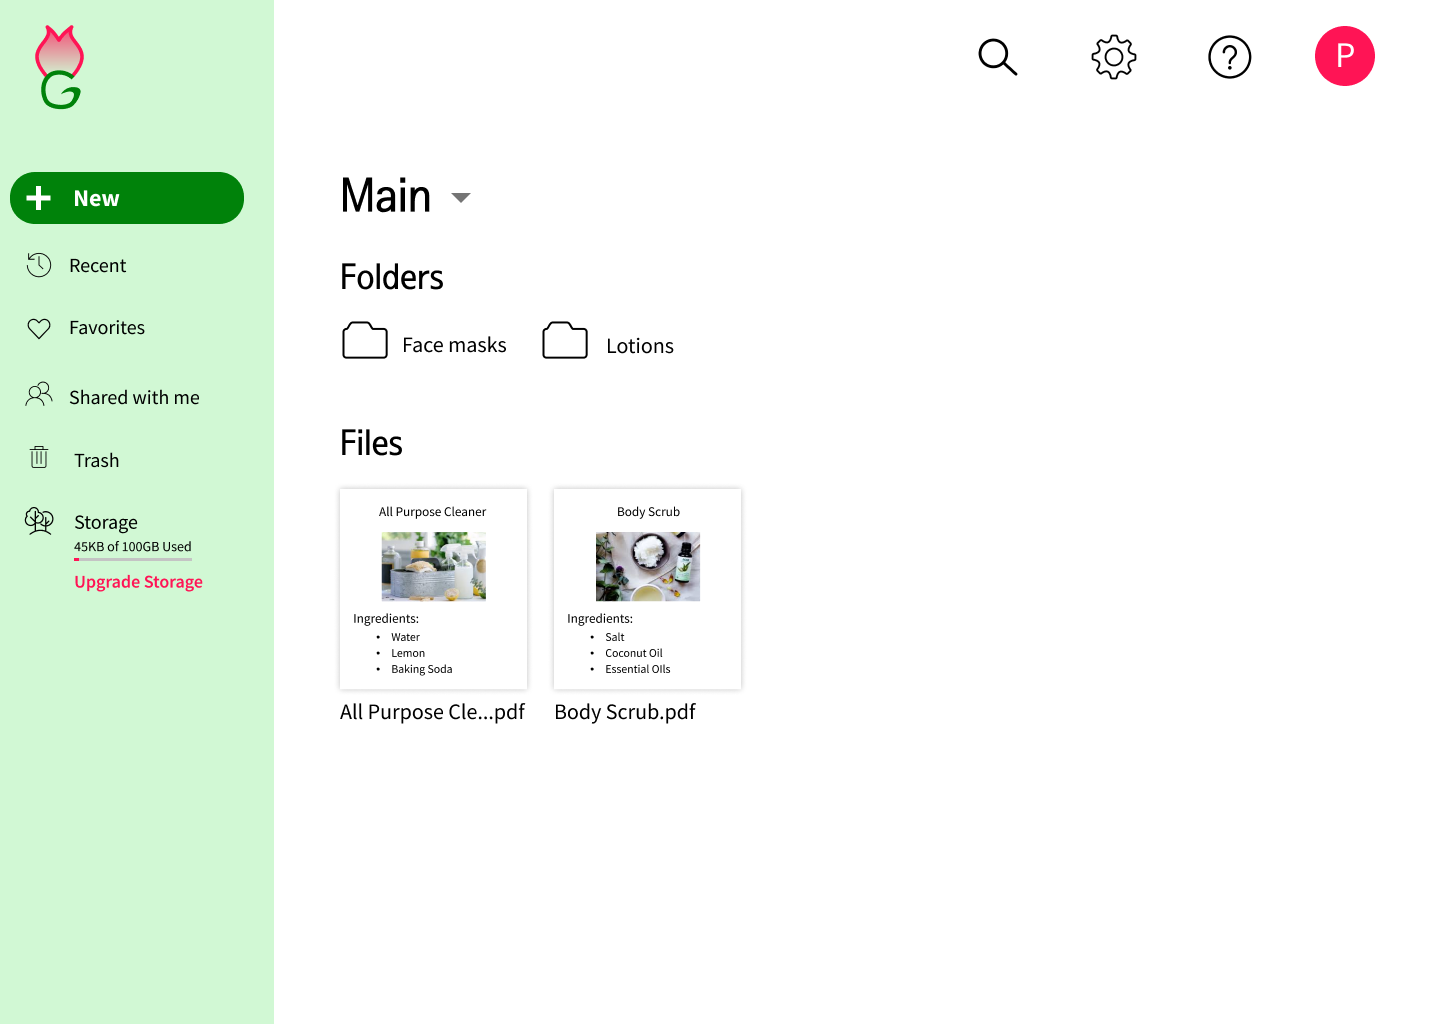 G
New
Recent
Favorites
Shared with me
Trash
Storage
45KB of 100GB Used
Upgrade Storage
?
P
Main
Folders
Face masks
Lotions
Files
All Purpose Cleaner
Ingredients:
• Water
• Lemon
• Baking Soda
All Purpose Cle...pdf
Body Scrub
Ingredients:
• Salt
• Coconut Oil
• Essential OIls
Body Scrub.pdf